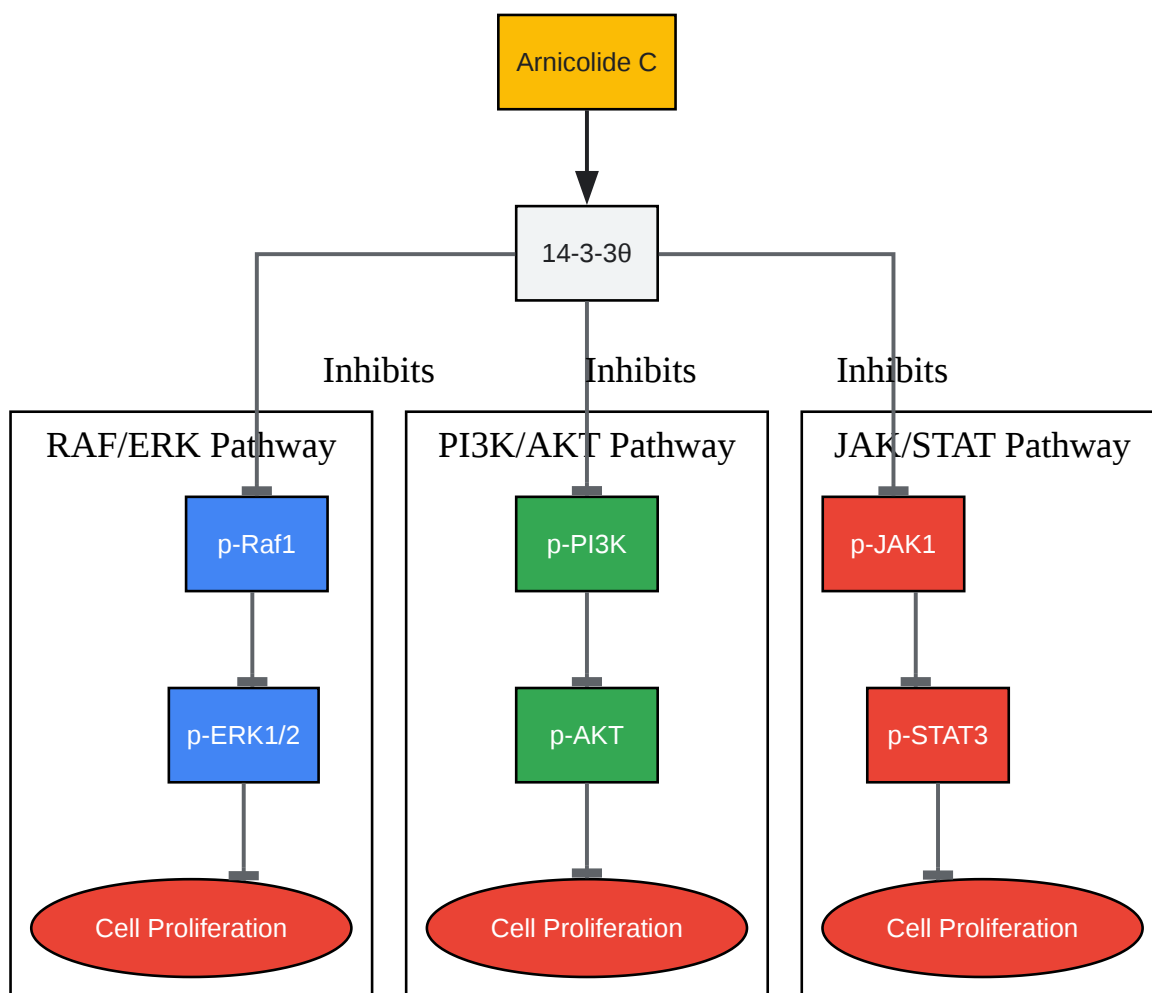 Arnicolide C
14-3-3θ
Inhibits
Inhibits
Inhibits
RAF/ERK Pathway
PI3K/AKT Pathway
JAK/STAT Pathway
p-Raf1
p-PI3K
p-JAK1
p-ERK1/2
p-AKT
p-STAT3
Cell Proliferation
Cell Proliferation
Cell Proliferation